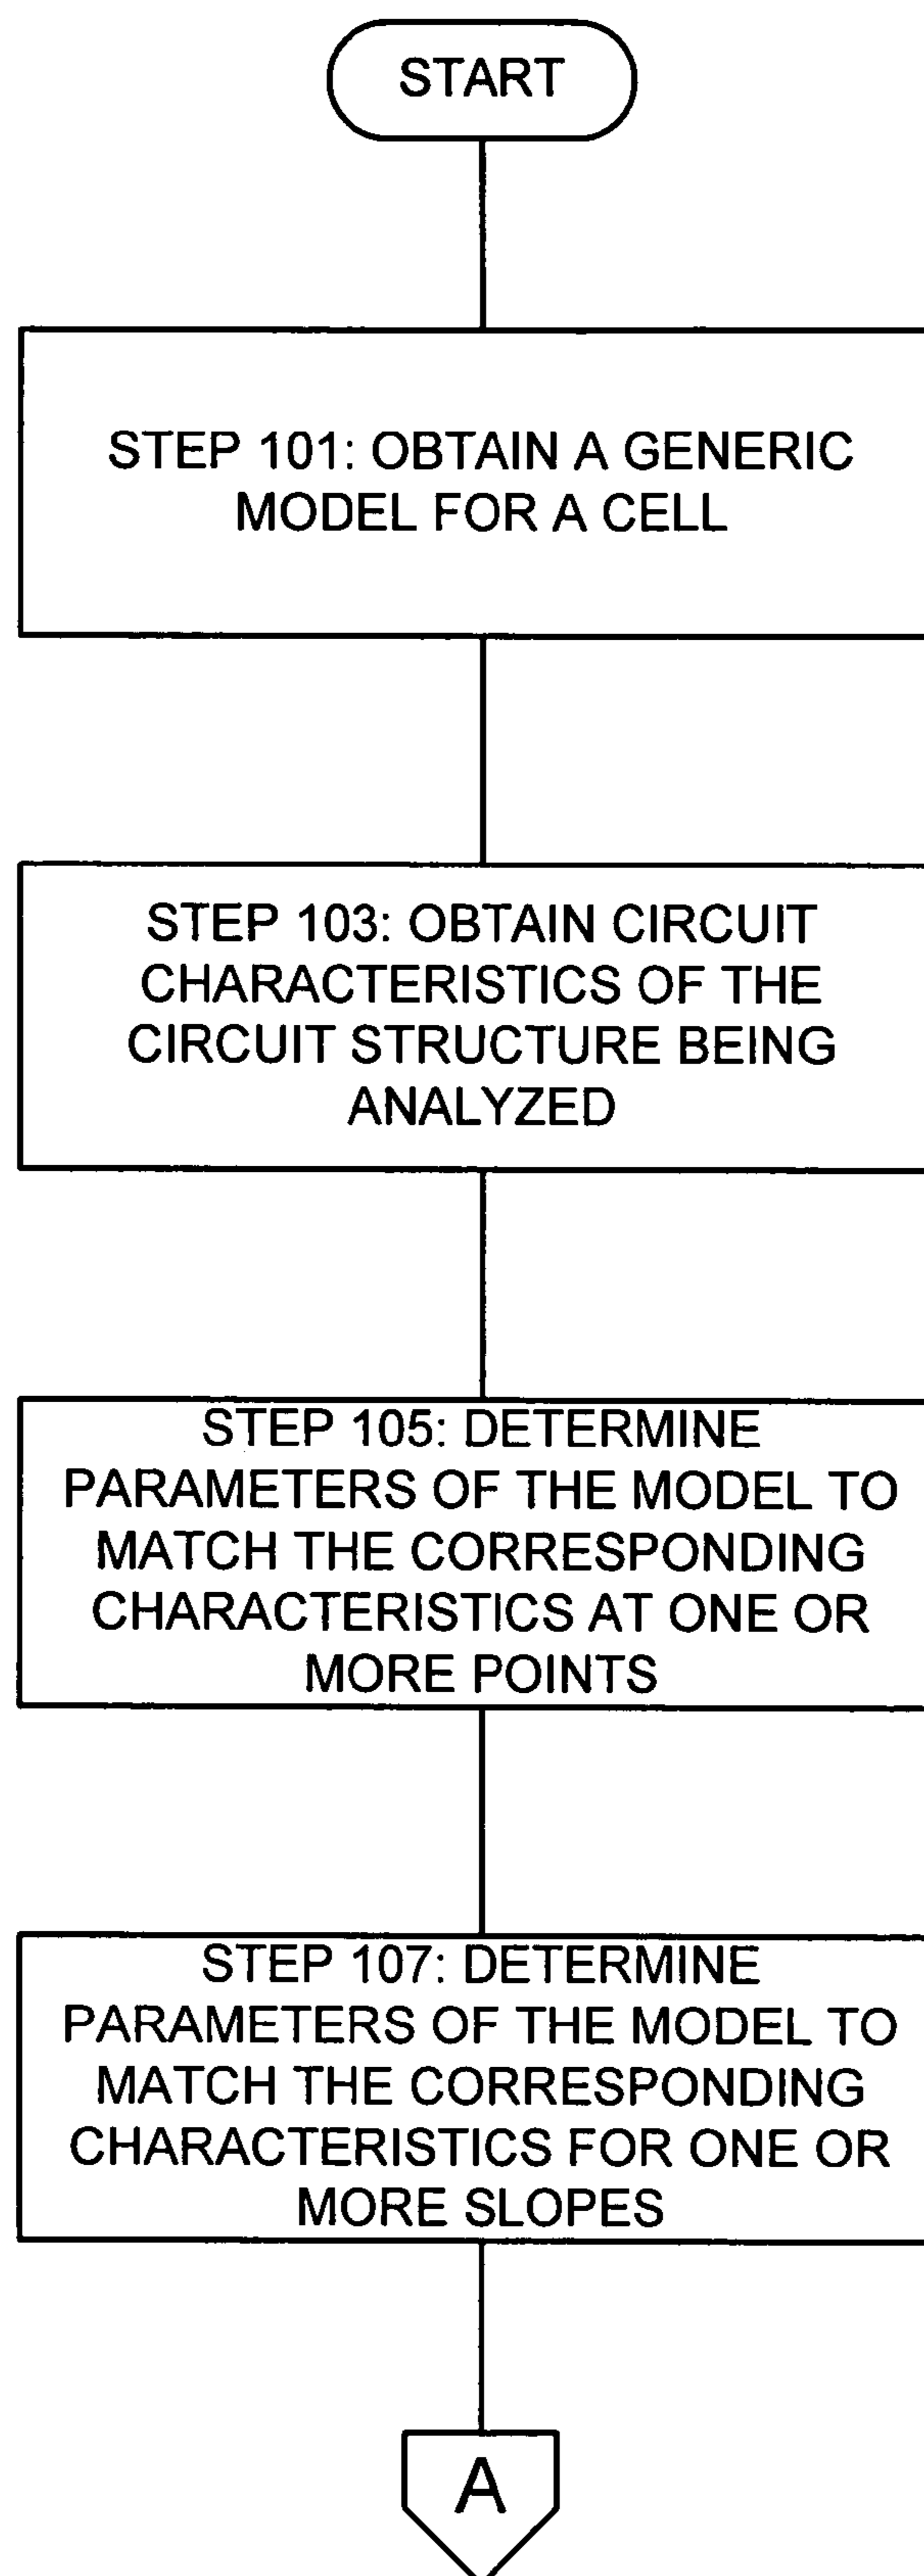 START
STEP 101: OBTAIN A GENERIC
MODEL FOR A CELL
STEP 103: OBTAIN CIRCUIT
CHARACTERISTICS OF THE
CIRCUIT STRUCTURE BEING
ANALYZED
STEP 105: DETERMINE
PARAMETERS OF THE MODEL TO
MATCH THE CORRESPONDING
CHARACTERISTICS AT ONE OR
MORE POINTS
STEP 107: DETERMINE
PARAMETERS OF THE MODEL TO
MATCH THE CORRESPONDING
CHARACTERISTICS FOR ONE OR
MORE SLOPES
A